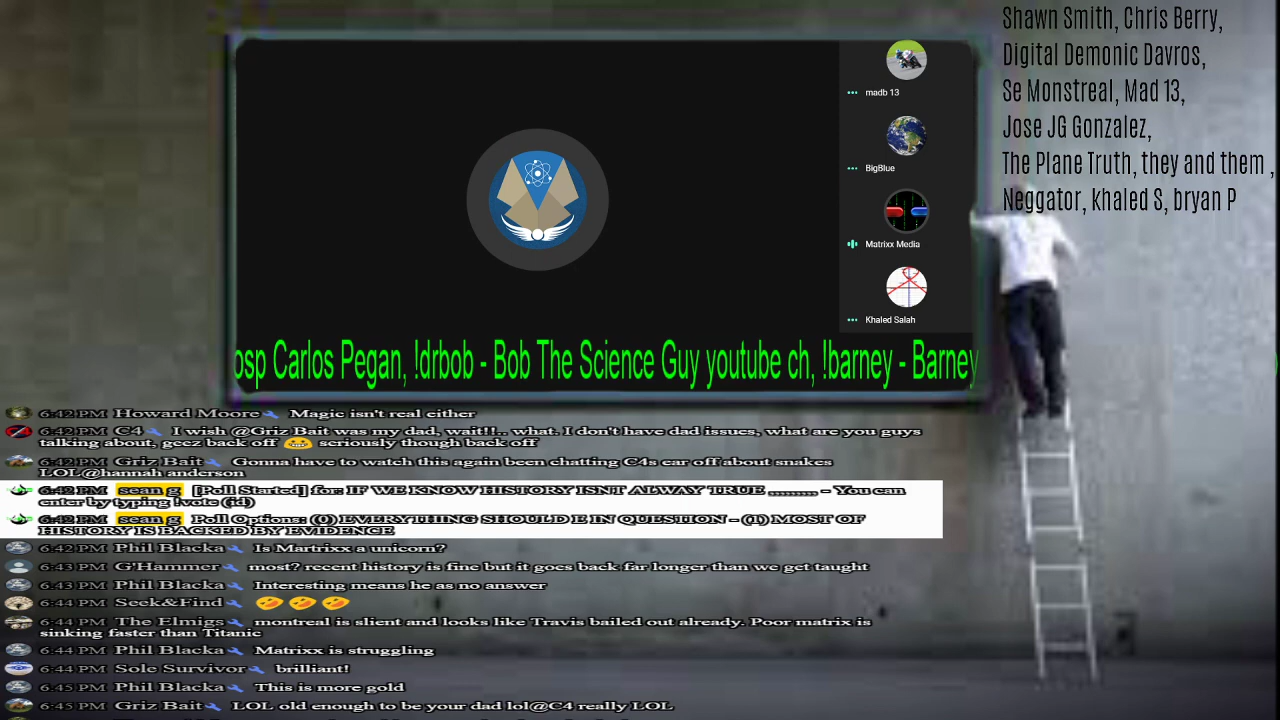 Shawn Smith, Chris Berry,
Digital Demonic Davros,
Se Monstreal, Mad 13,
Jose JG Gonzalez,
The Plane Truth, they and them ,
Neggator, khaled S, bryan P
madb 13
BigBlue
Matrixx Media
Khaled Salah
osp Carlos Pegan, !drbob - Bob The Science Guy youtube ch, !barney - Barney
6:42 PM Howard Moore Magic isn't real either
6:42 PM C4 I wish @Griz Bait was my dad, wait!!.. what. I don't have dad issues, what are you guys
talking about, geez back off 😂 seriously though back off
6:42 PM Griz Bait Gonna have to watch this again been chatting C4s ear off about snakes
LOL@hannah anderson
6:42 PM sean g [Poll Started] for: IF WE KNOW HISTORY ISNT ALWAY TRUE ,,,,,,,,, - You can
enter by typing !vote (id)
6:42 PM sean g Poll Options: (0) EVERYTHING SHOULD E IN QUESTION - (1) MOST OF
HISTORY IS BACKED BY EVIDENCE
6:42 PM Phil Blacka Is Martrixx a unicorn?
6:43 PM G'Hammer most? recent history is fine but it goes back far longer than we get taught
6:43 PM Phil Blacka Interesting means he as no answer
6:44 PM Seek&Find 🤣 🤣 🤣
6:44 PM The Elmigs montreal is slient and looks like Travis bailed out already. Poor matrix is
sinking faster than Titanic
6:44 PM Phil Blacka Matrixx is struggling
6:44 PM Sole Survivor brilliant!
6:45 PM Phil Blacka This is more gold
6:45 PM Griz Bait LOL old enough to be your dad lol@C4 really LOL